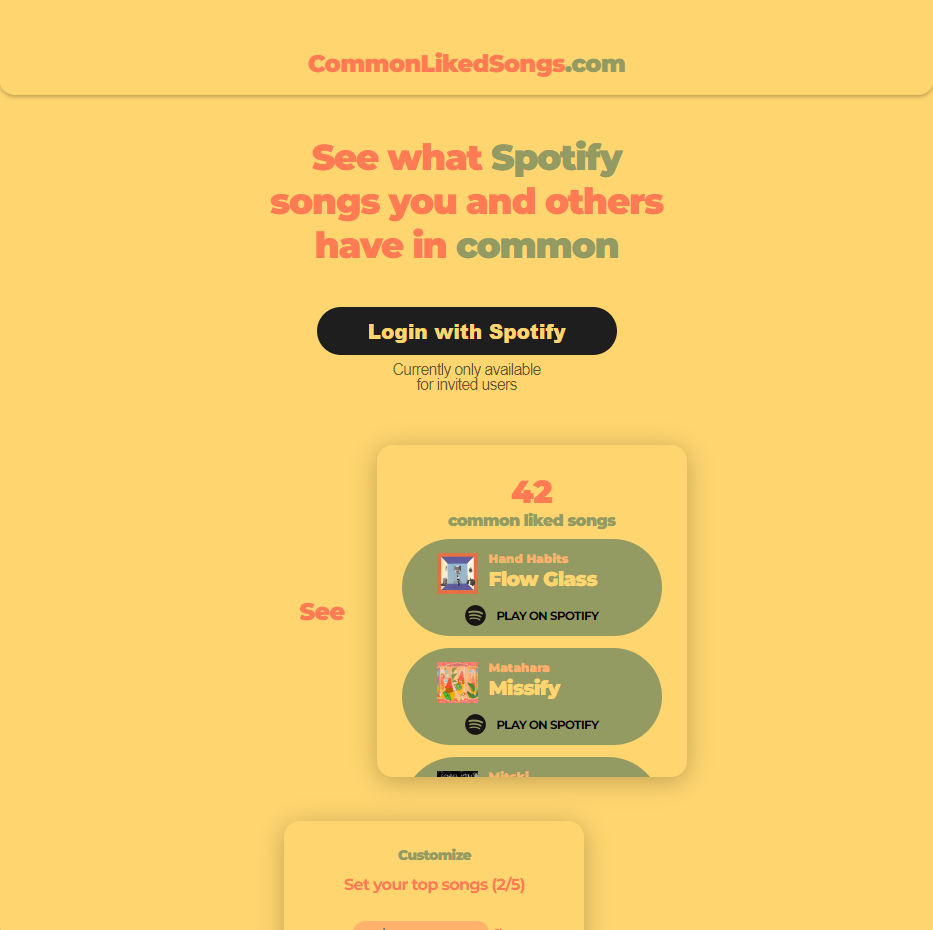 CommonLikedSongs.com
See what Spotify
songs you and others
have in common
Login with Spotify
Currently only available
for invited users
See
42
common liked songs
Hand Habits
Flow Glass
PLAY ON SPOTIFY
Matahara
Missify
PLAY ON SPOTIFY
Mitski
Customize
Set your top songs (2/5)